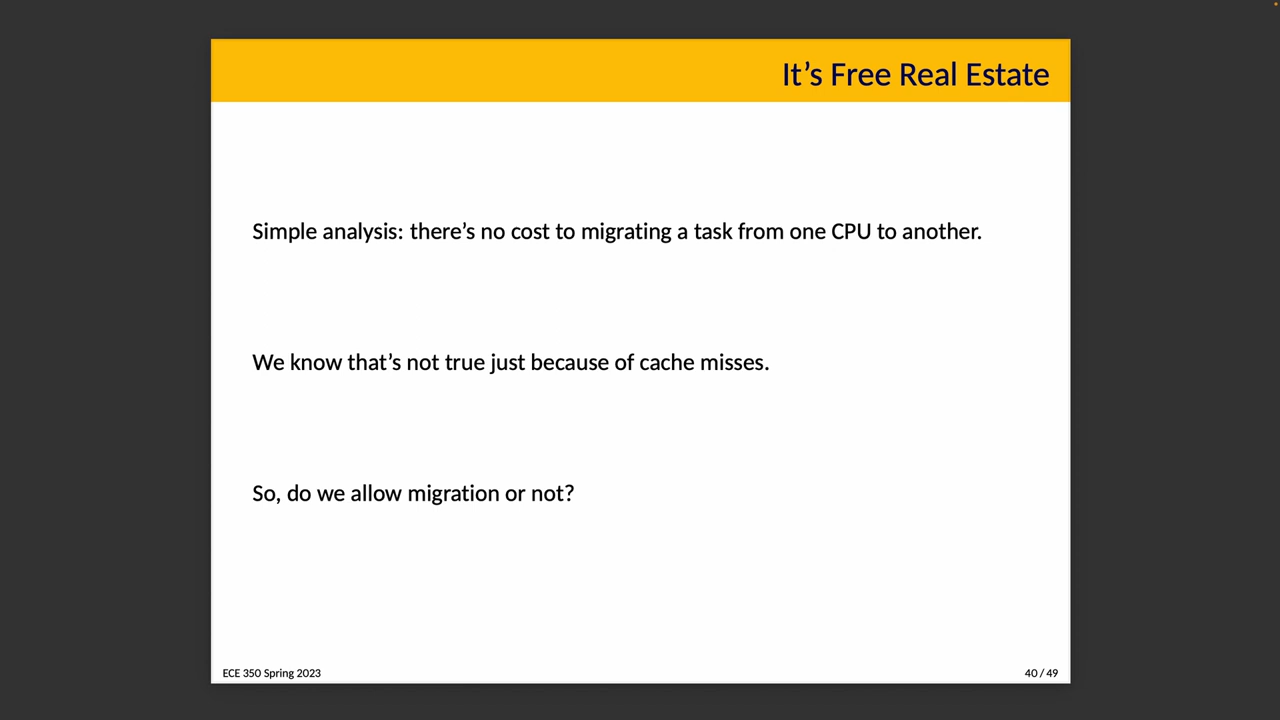 It’s Free Real Estate
Simple analysis: there’s no cost to migrating a task from one CPU to another.
We know that’s not true just because of cache misses.
So, do we allow migration or not?
ECE 350 Spring 2023
40 / 49